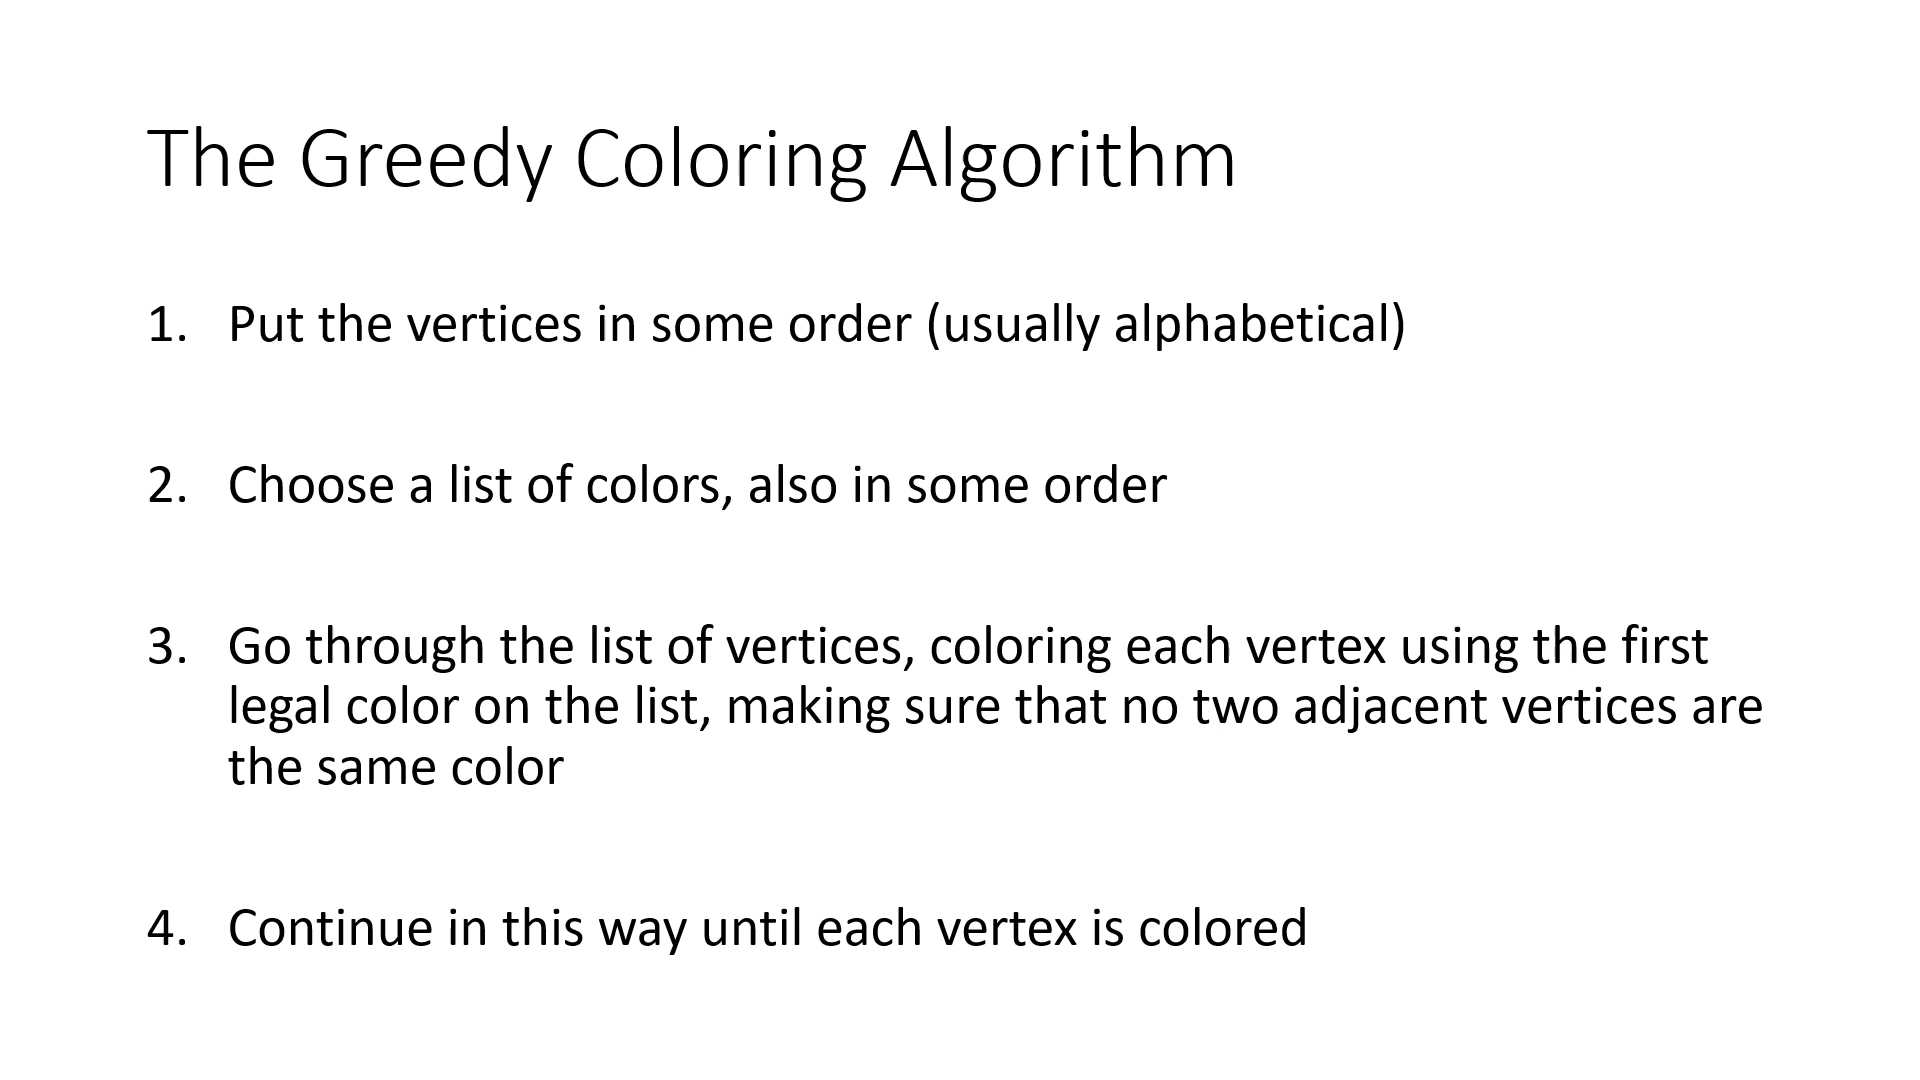 The Greedy Coloring Algorithm
1. Put the vertices in some order (usually alphabetical)
2. Choose a list of colors, also in some order
3. Go through the list of vertices, coloring each vertex using the first
legal color on the list, making sure that no two adjacent vertices are
the same color
4. Continue in this way until each vertex is colored